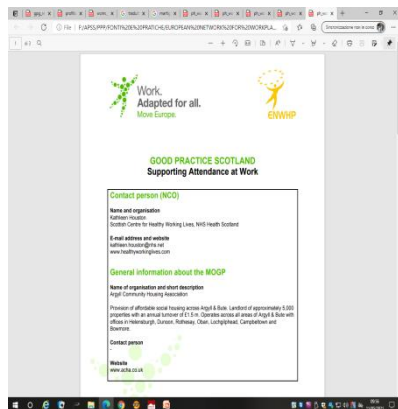 File
Work.
Adapted for all.
Move Europe.
ENWHP
GOOD PRACTICE SCOTLAND
Supporting Attendance at Work
Contact person (NCO)
Name and organisation
Kathleen Houston
Scottish Centre for Healthy Working Lives, NHS Health Scotland
E-mail address and website
kathleen.houston@nhs.net
www.healthyworkinglives.com
General information about the MOGP
Name of organisation and short description
Argyll Community Housing Association
Provision of affordable social housing across Argyll & Bute. Landlord of approximately 5,000
properties with an annual turnover of £1.5 m. Operates across all areas of Argyll & Bute with
offices in Helensburgh, Dunoon, Rothesay, Oban, Lochgilphead, Campbeltown and
Bowmore.
Contact person
-
Website
www.acha.co.uk